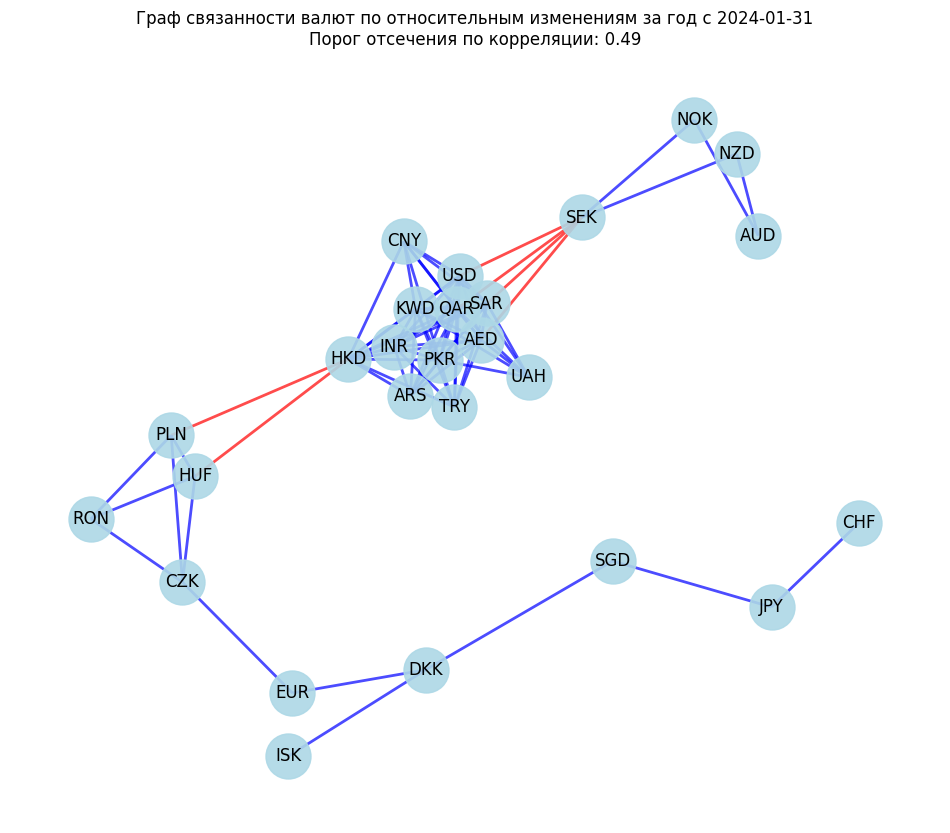 Граф связанности валют по относительным изменениям за год с 2024-01-31
Порог отсечения по корреляции: 0.49
NOK
NZD
SEK
AUD
CNY
USD
SAR
KWD
QAR
AED
INR
HKD
PKR
UAH
ARS
TRY
PLN
HUF
RON
CHF
SGD
CZK
JPY
DKK
EUR
ISK